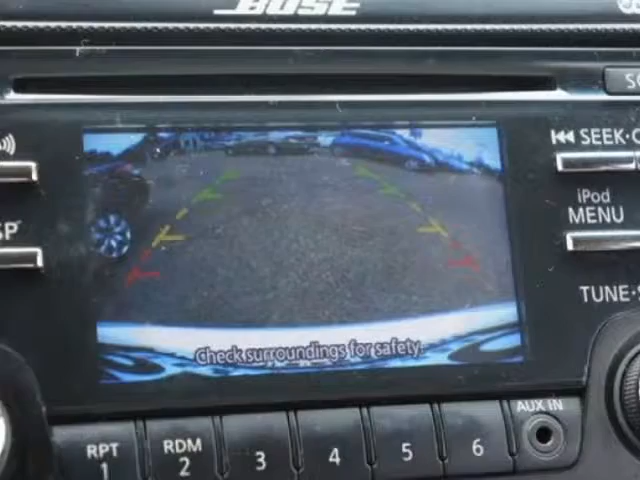 BOSE
SEEK·C
iPod
MENU
SP
TUNE·S
Check surroundings for safety.
AUX IN
RPT
1
RDM
2
3
4
5
6